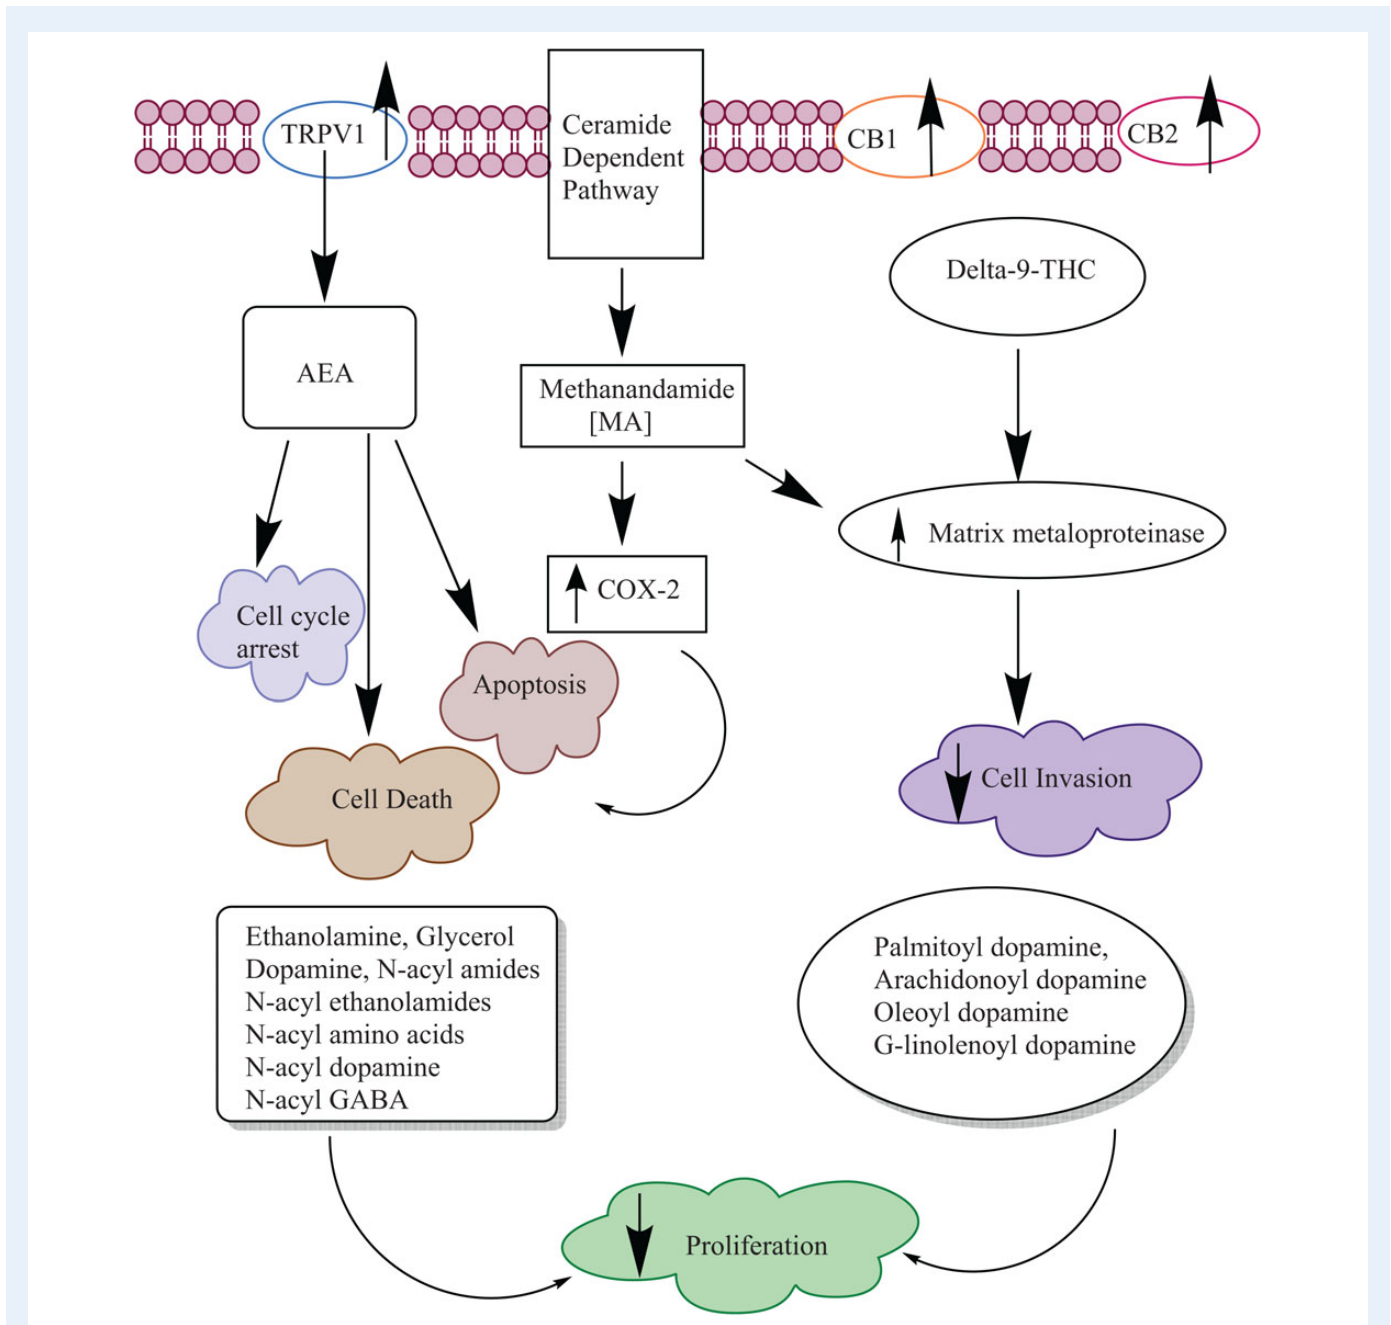 TRPV1
Ceramide
Dependent
Pathway
CB1
CB2
Delta-9-THC
AEA
Methanandamide
[MA]
Matrix metaloproteinase
COX-2
Cell cycle
arrest
Apoptosis
Cell Death
Cell Invasion
Ethanolamine, Glycerol
Dopamine, N-acyl amides
N-acyl ethanolamides
N-acyl amino acids
N-acyl dopamine
N-acyl GABA
Palmitoyl dopamine,
Arachidonoyl dopamine
Oleoyl dopamine
G-linolenoyl dopamine
Proliferation